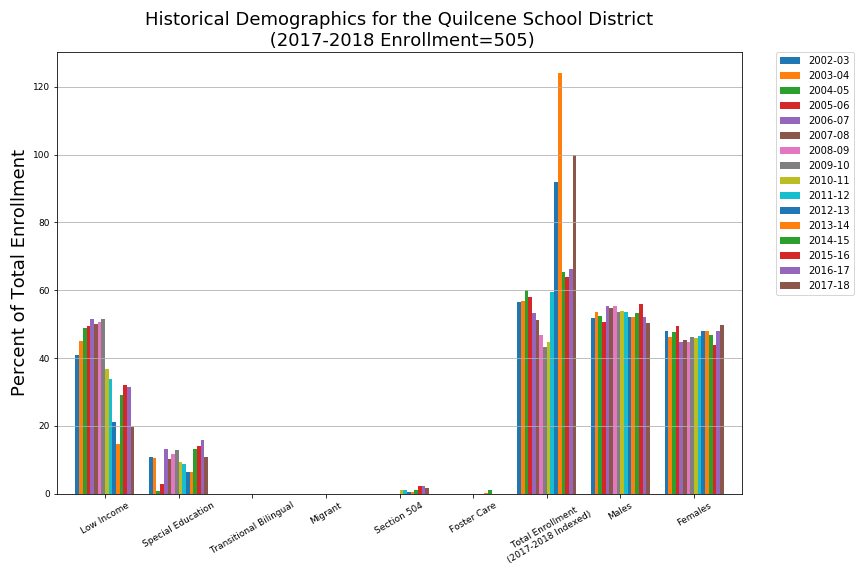 Historical Demographics for the Quilcene School District
(2017-2018 Enrollment=505)
Percent of Total Enrollment
120
100
80
60
40
20
0
Low Income
Special Education
Transitional Bilingual
Migrant
Section 504
Foster Care
Total Enrollment
(2017-2018 Indexed)
Males
Females
2002-03
2003-04
2004-05
2005-06
2006-07
2007-08
2008-09
2009-10
2010-11
2011-12
2012-13
2013-14
2014-15
2015-16
2016-17
2017-18